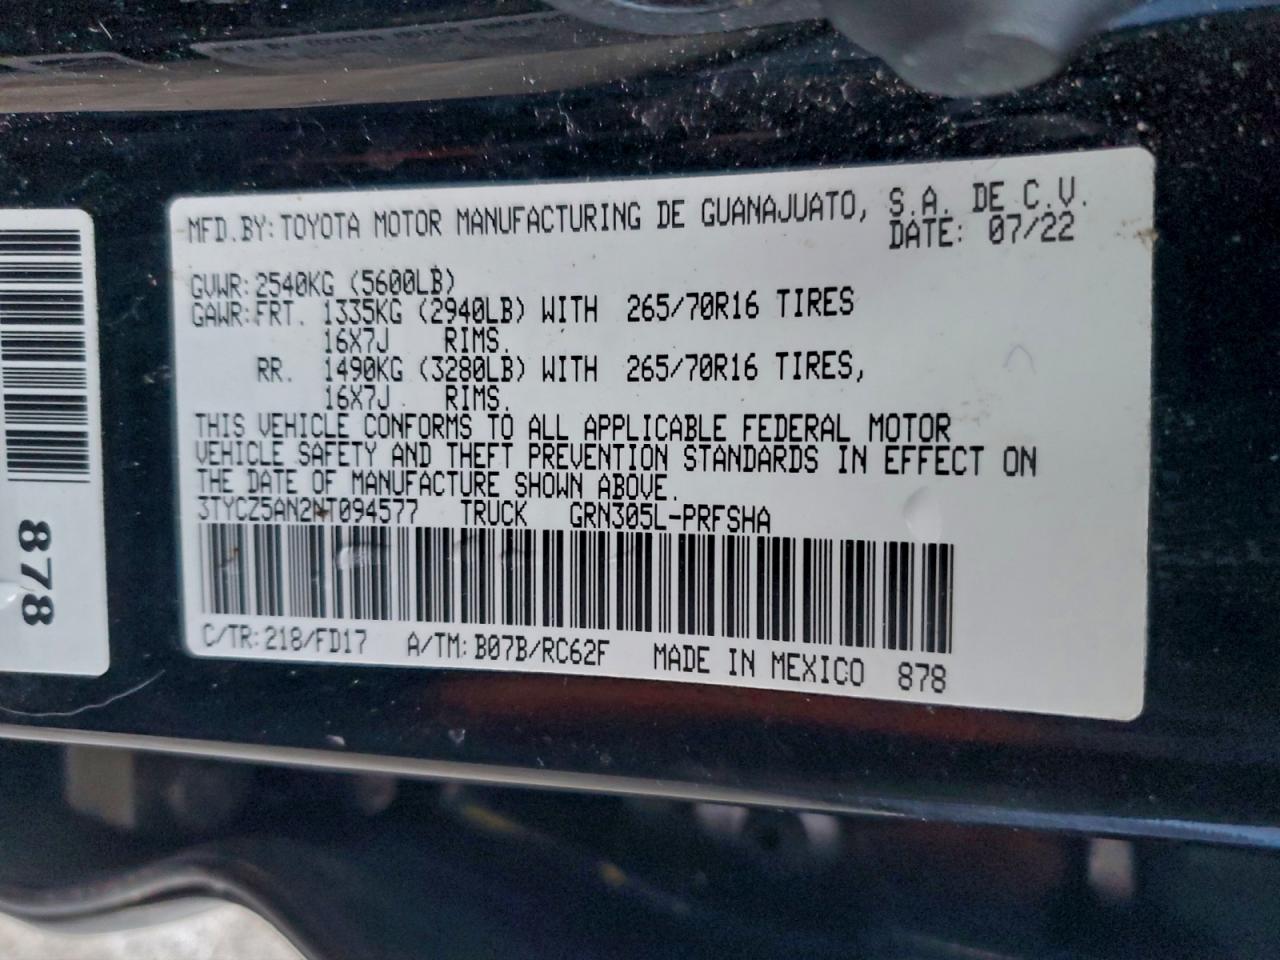 MFD.BY: TOYOTA MOTOR MANUFACTURING DE GUANAJUATO, S.A. DE C.V.
DATE: 07/22
GVWR: 2540KG (5600LB)
GAWR: FRT. 1335KG (2940LB) WITH 265/70R16 TIRES
16X7J RIMS.
RR. 1490KG (3280LB) WITH 265/70R16 TIRES,
16X7J RIMS.
THIS VEHICLE CONFORMS TO ALL APPLICABLE FEDERAL MOTOR
VEHICLE SAFETY AND THEFT PREVENTION STANDARDS IN EFFECT ON
THE DATE OF MANUFACTURE SHOWN ABOVE.
3TYCZ5AN2NT094577 TRUCK GRN305L-PRFSHA
C/TR: 218/FD17 A/TM: B07B/RC62F MADE IN MEXICO 878
878